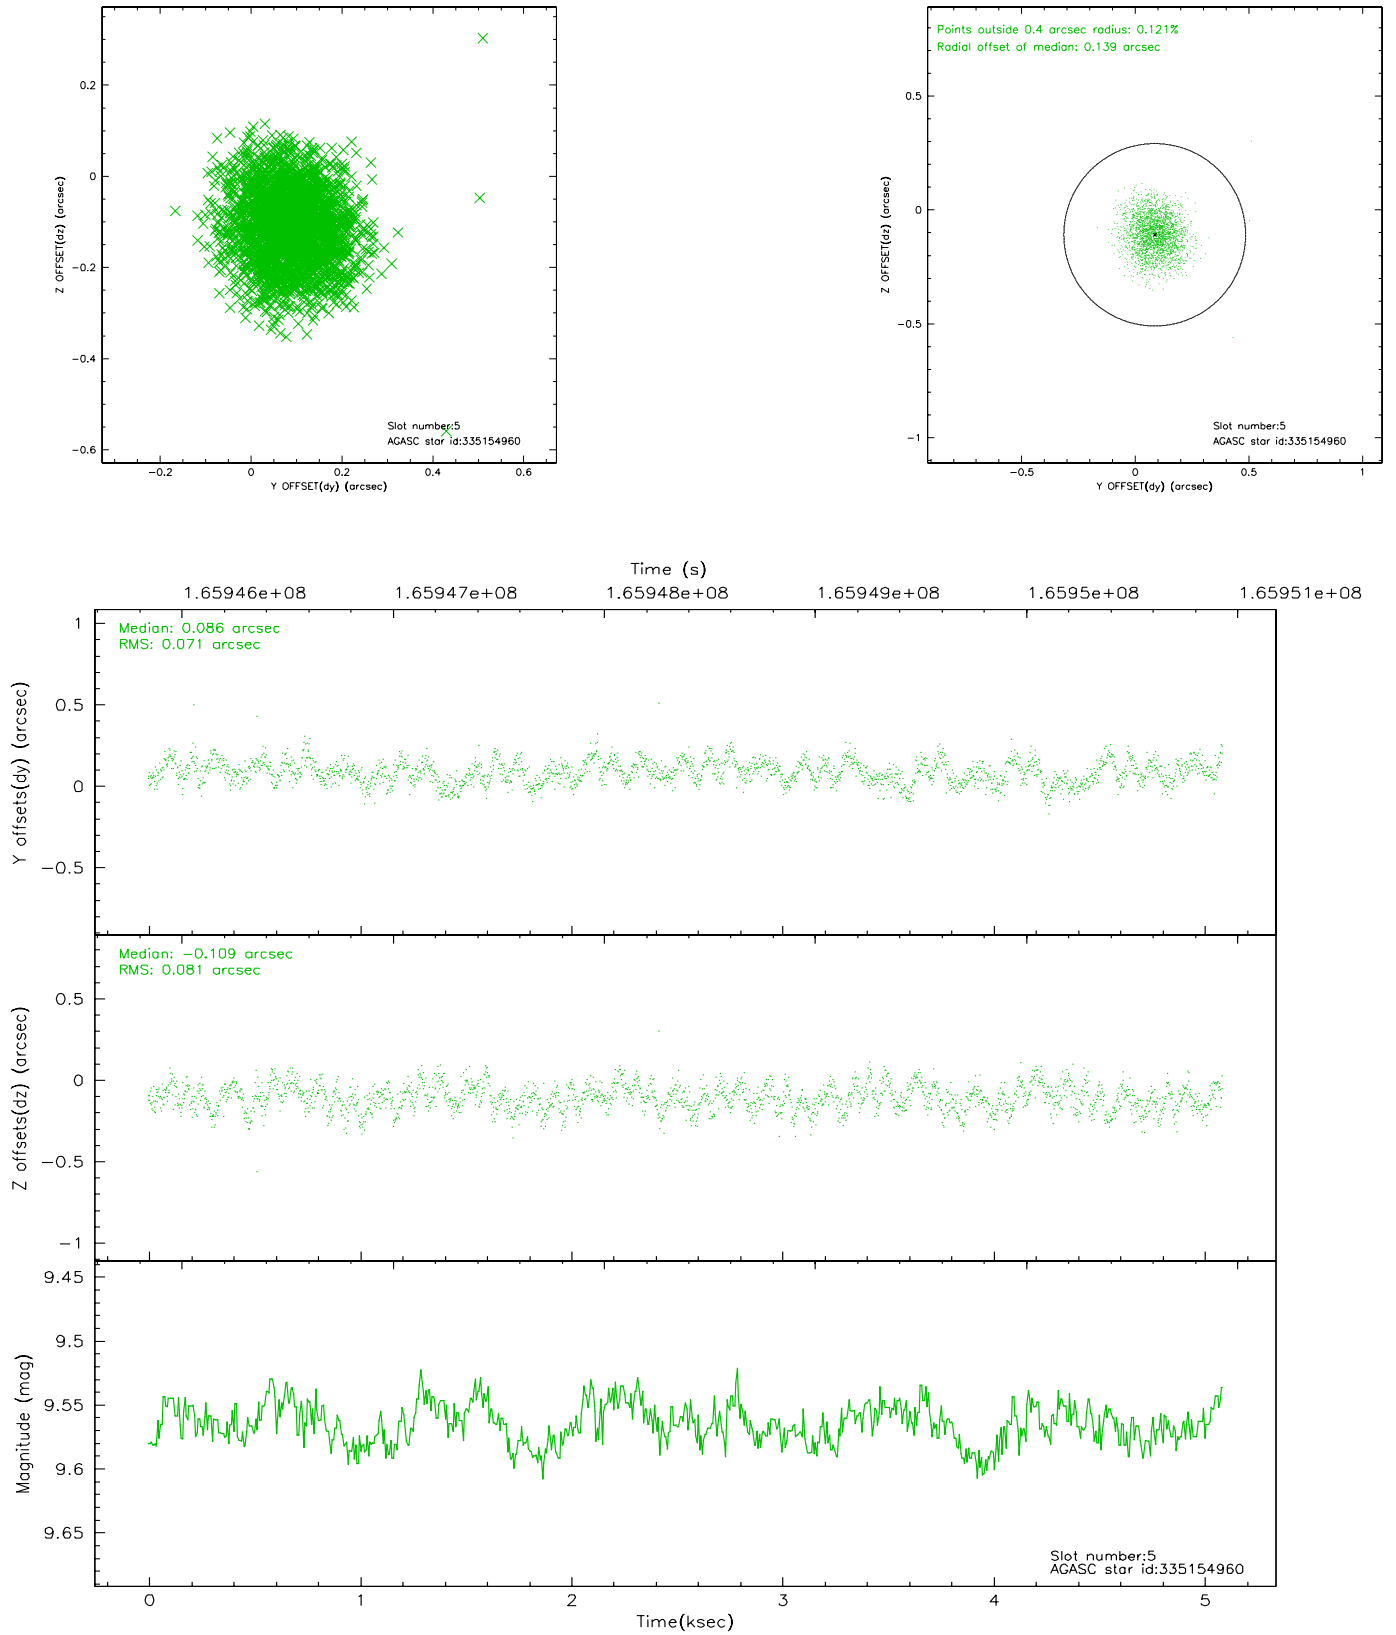 0.2
0
−0.2
−0.4
−0.6
Z OFFSET(dz) (arcsec)
−0.2
0
0.2
0.4
0.6
Y OFFSET(dy) (arcsec)
Slot number:5
AGASC star id:335154960
Points outside 0.4 arcsec radius: 0.121%
Radial offset of median: 0.139 arcsec
0.5
0
−0.5
−1
Z OFFSET(dz) (arcsec)
−0.5
0
0.5
1
Y OFFSET(dy) (arcsec)
Slot number:5
AGASC star id:335154960
Time (s)
1.65946e+08
1.65947e+08
1.65948e+08
1.65949e+08
1.6595e+08
1.65951e+08
Median: 0.086 arcsec
RMS: 0.071 arcsec
1
0.5
0
−0.5
Y offsets(dy) (arcsec)
Median: −0.109 arcsec
RMS: 0.081 arcsec
0.5
0
−0.5
−1
Z offsets(dz) (arcsec)
9.45
9.5
9.55
9.6
9.65
Magnitude (mag)
Slot number:5
AGASC star id:335154960
0
1
2
3
4
5
Time(ksec)